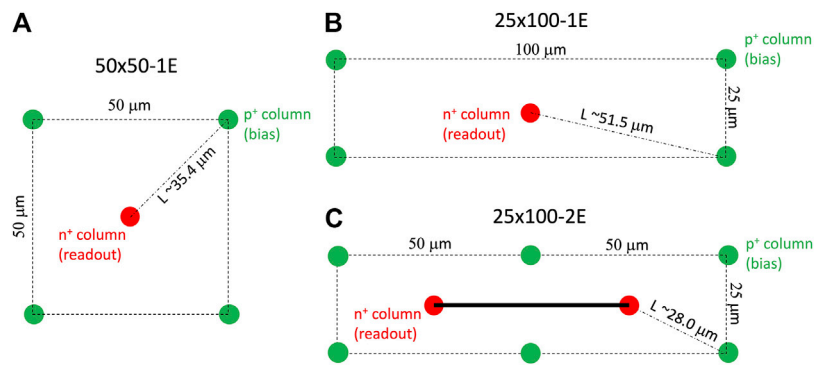 A
50x50-1E
50 μm
p+ column
(bias)
L ~35.4 μm
50 μm
n+ column
(readout)
B
25x100-1E
100 μm
p+ column
(bias)
25 μm
n+ column
(readout)
L ~51.5 μm
C
25x100-2E
50 μm
50 μm
p+ column
(bias)
25 μm
n+ column
(readout)
L ~28.0 μm